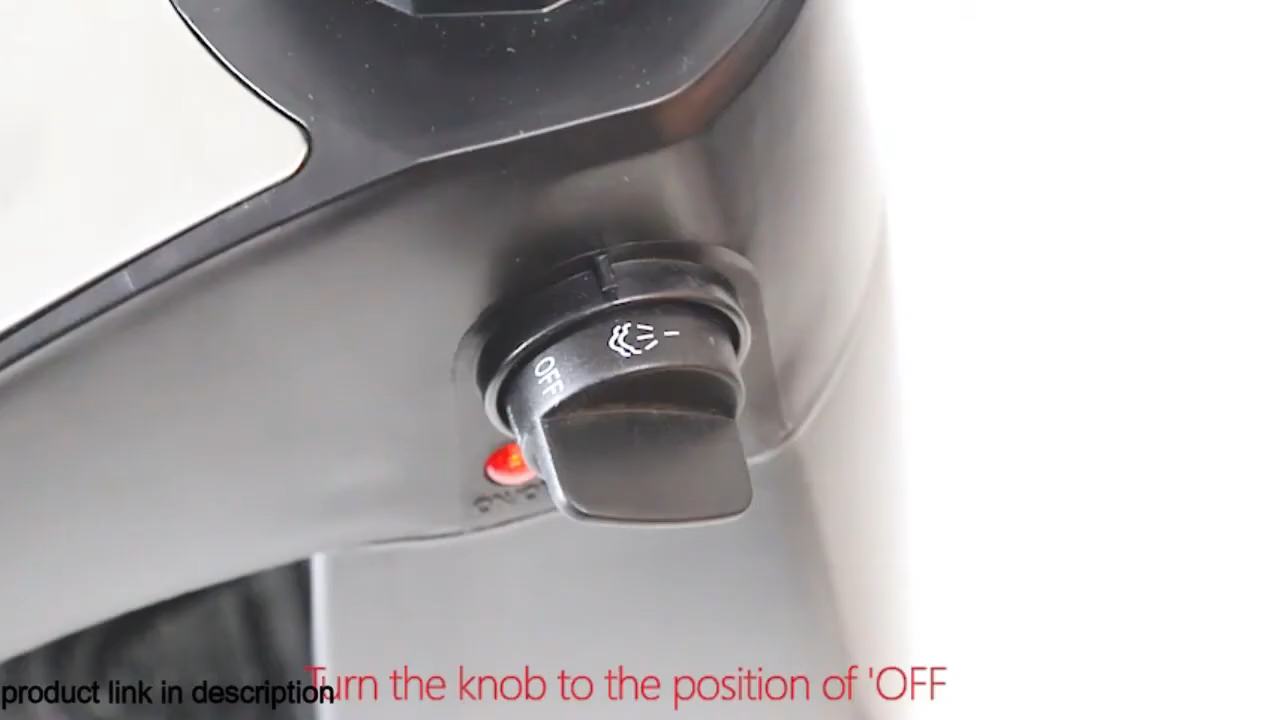 OFF
Turn the knob to the position of 'OFF
product link in description